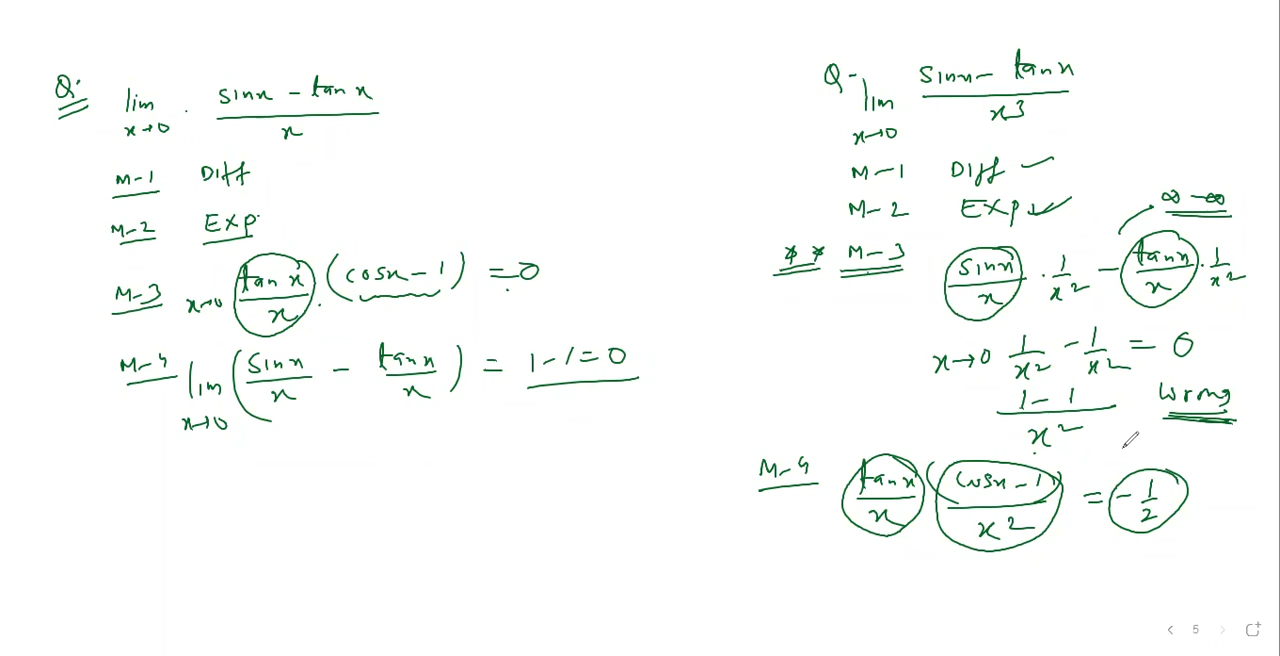 Q:
lim x→0 (sinx - tanx)/x
M-1 Diff
M-2 Exp.
M-3 x→0 (tanx/x).(cosx-1) = 0
M-4 lim x→0 (sinx/x - tanx/x) = 1-1=0
Q- lim x→0 (sinx - tanx)/x3
M-1 Diff ✓
M-2 Exp ✓
∞-∞
** M-3 sinx/x . 1/x2 - tanx/x . 1/x2
x→0 1/x2 - 1/x2 = 0
(1-1)/x2 Wrong
M-4 tanx/x (cosx-1)/x2 = -1/2
< 5 >